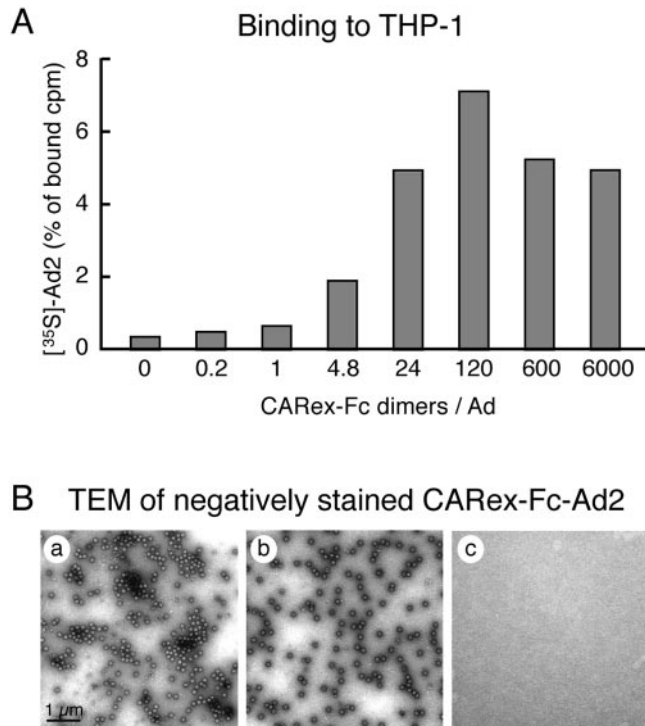 A
Binding to THP-1
[³⁵S]-Ad2 (% of bound cpm)
8
6
4
2
0
0 0.2 1 4.8 24 120 600 6000
CARex-Fc dimers / Ad
B TEM of negatively stained CARex-Fc-Ad2
a b c
1 µm